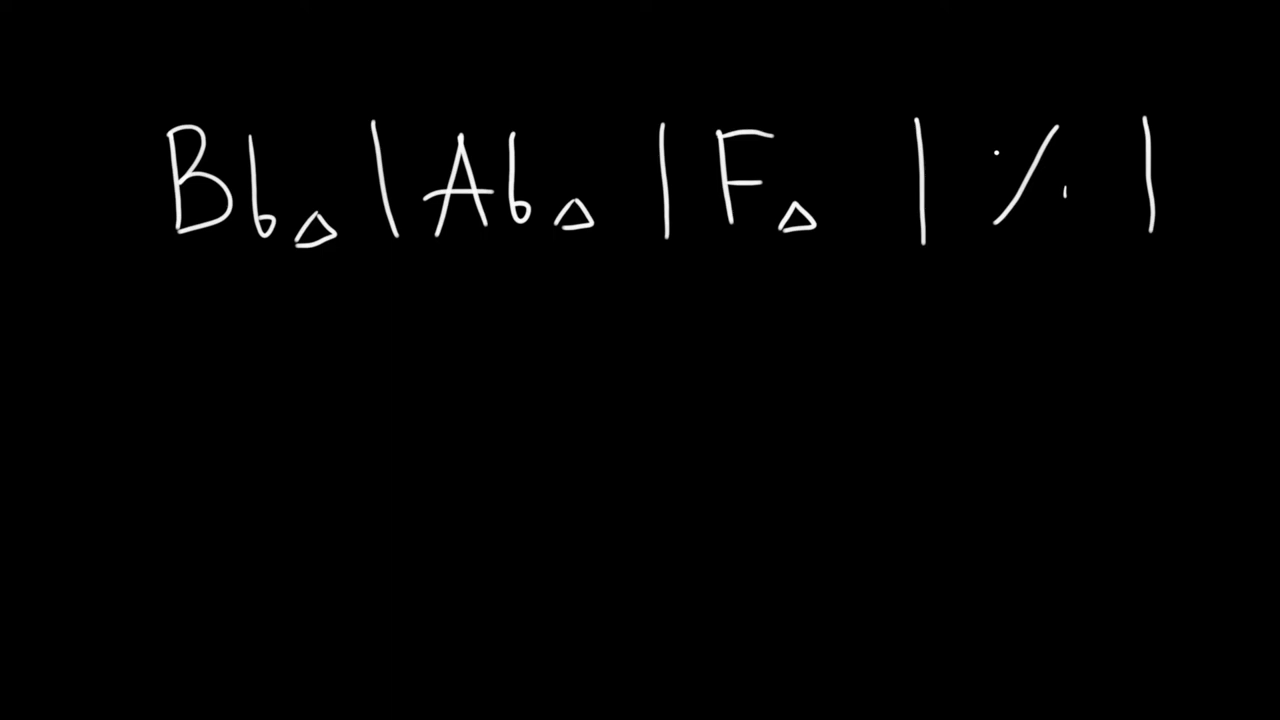 Bb△ | Ab△ | F△ | ٪ |